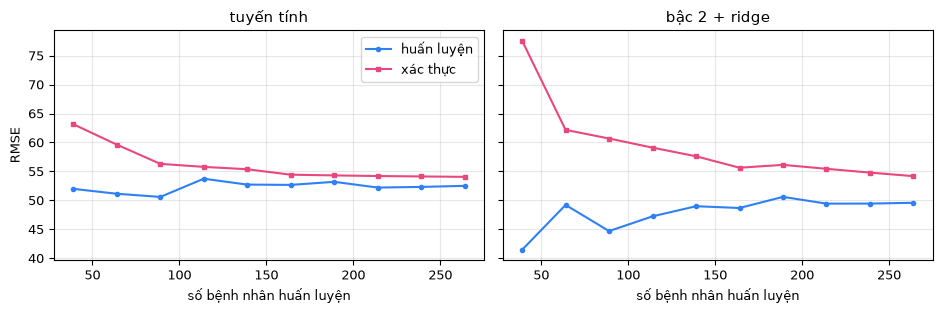 tuyến tính
bậc 2 + ridge
huấn luyện
xác thực
RMSE
75
70
65
60
55
50
45
40
50
100
150
200
250
50
100
150
200
250
số bệnh nhân huấn luyện
số bệnh nhân huấn luyện